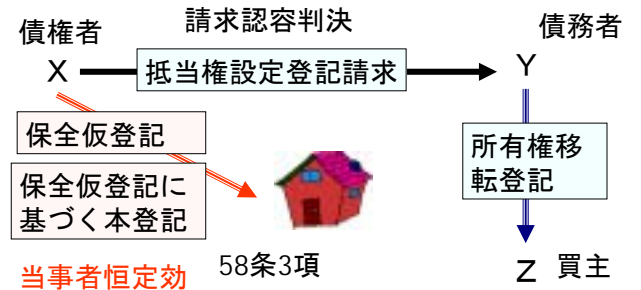 請求認容判決
債権者
債務者
X
抵当権設定登記請求
Y
保全仮登記
保全仮登記に
基づく本登記
所有権移
転登記
当事者恒定効
58条3項
Z 買主